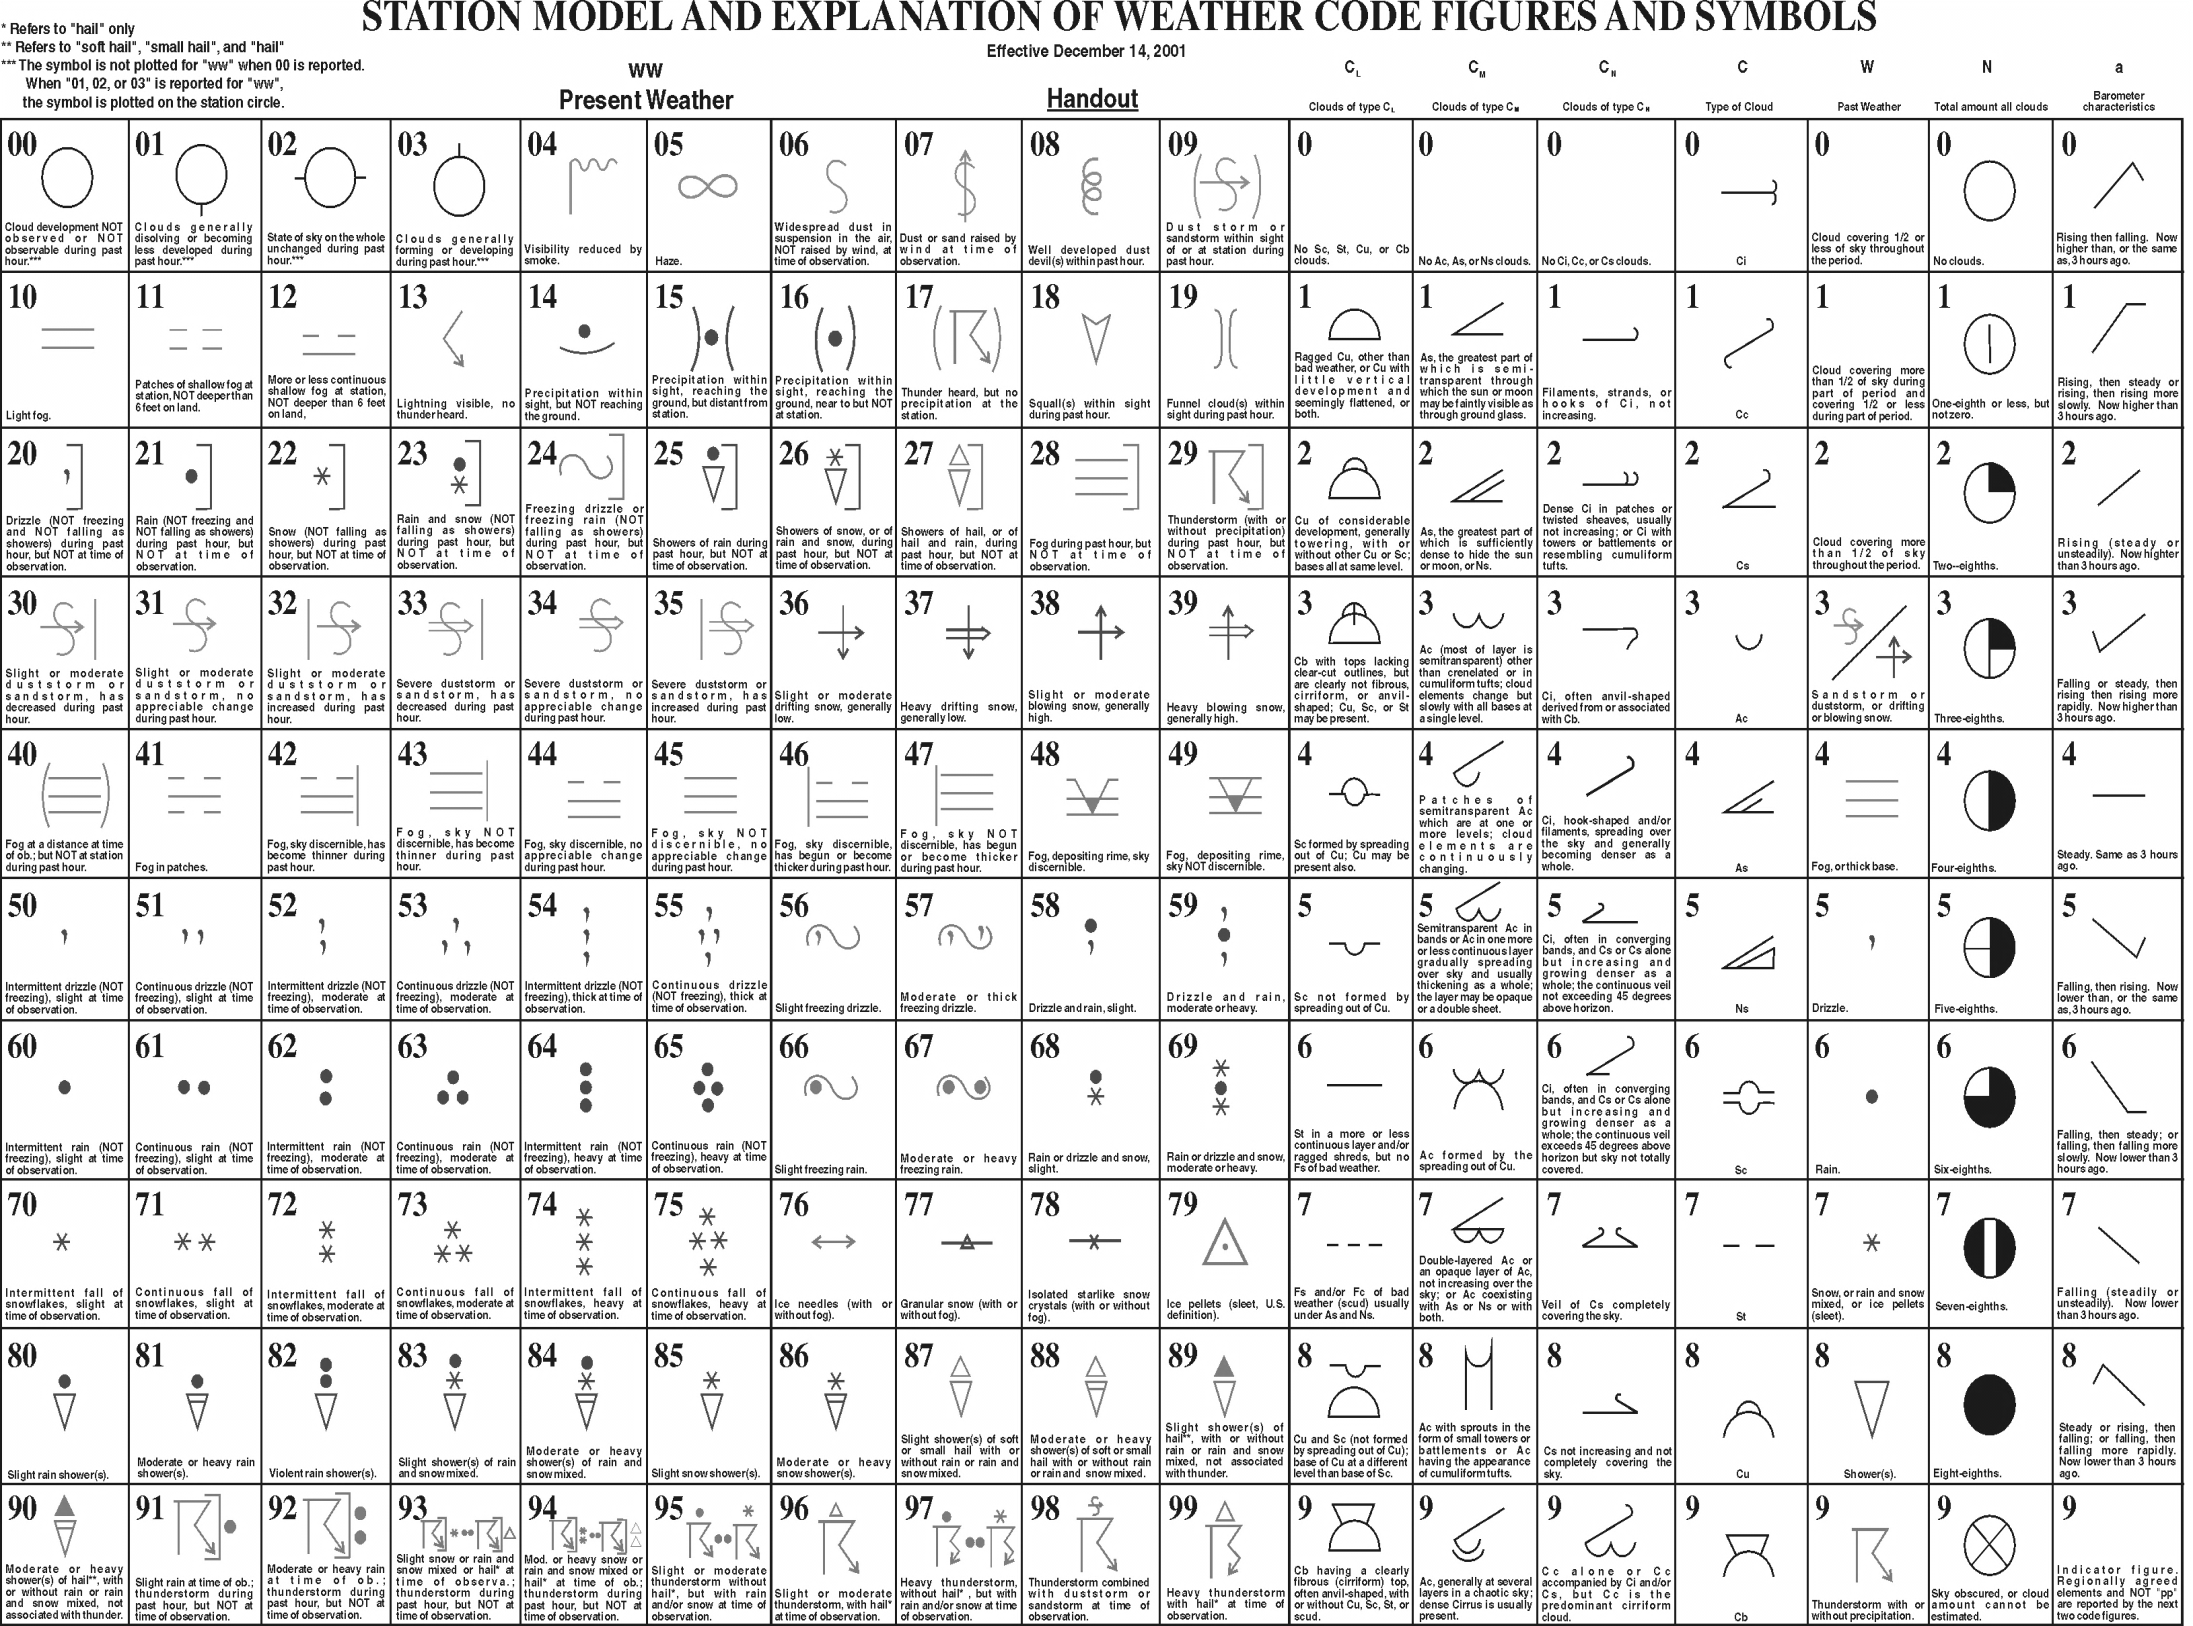 STATION MODEL AND EXPLANATION OF WEATHER CODE FIGURES AND SYMBOLS
* Refers to "hail" only
** Refers to "soft hail", "small hail", and "hail"
*** The symbol is not plotted for "ww" when 00 is reported.
When "01, 02, or 03" is reported for "ww",
the symbol is plotted on the station circle.
Effective December 14, 2001
WW
Present Weather
Handout
CL
Clouds of type CL
CM
Clouds of type CM
CN
Clouds of type CH
C
Type of Cloud
W
Past Weather
N
Total amount all clouds
a
Barometer
characteristics
00
Cloud development NOT
observed or NOT
observable during past
hour.***
01
Clouds generally
disolving or becoming
less developed during
past hour.***
02
State of sky on the whole
unchanged during past
hour.***
03
Clouds generally
forming or developing
during past hour.***
04
Visibility reduced by
smoke.
05
Haze.
06
Widespread dust in
suspension in the air,
NOT raised by wind, at
time of observation.
07
Dust or sand raised by
wind at time of
observation.
08
Well developed dust
devil(s) within past hour.
09
Dust storm or
sandstorm within sight
of or at station during
past hour.
0
No Sc, St, Cu, or Cb
clouds.
0
No Ac, As, or Ns clouds.
0
No Ci, Cc, or Cs clouds.
0
Ci
0
Cloud covering 1/2 or
less of sky throughout
the period.
0
No clouds.
0
Rising then falling. Now
higher than, or the same
as, 3 hours ago.
10
Light fog.
11
Patches of shallow fog at
station, NOT deeper than
6 feet on land.
12
More or less continuous
shallow fog at station,
NOT deeper than 6 feet
on land,
13
Lightning visible, no
thunder heard.
14
Precipitation within
sight, but NOT reaching
the ground.
15
Precipitation within
sight, reaching the
ground, but distant from
station.
16
Precipitation within
sight, reaching the
ground, near to but NOT
at station.
17
Thunder heard, but no
precipitation at the
station.
18
Squall(s) within sight
during past hour.
19
Funnel cloud(s) within
sight during past hour.
1
Ragged Cu, other than
bad weather, or Cu with
little vertical
development and
seemingly flattened, or
both.
1
As, the greatest part of
which is semi-
transparent through
which the sun or moon
may be faintly visible as
through ground glass.
1
Filaments, strands, or
hooks of Ci, not
increasing.
1
Cc
1
Cloud covering more
than 1/2 of sky during
part of period and
covering 1/2 or less
during part of period.
1
One-eighth or less, but
not zero.
1
Rising, then steady or
rising, then rising more
slowly. Now higher than
3 hours ago.
20
Drizzle (NOT freezing
and NOT falling as
showers) during past
hour, but NOT at time of
observation.
21
Rain (NOT freezing and
NOT falling as showers)
during past hour, but
NOT at time of
observation.
22
Snow (NOT falling as
showers) during past
hour, but NOT at time of
observation.
23
Rain and snow (NOT
falling as showers)
during past hour, but
NOT at time of
observation.
24
Freezing drizzle or
freezing rain (NOT
falling as showers)
during past hour, but
NOT at time of
observation.
25
Showers of rain during
past hour, but NOT at
time of observation.
26
Showers of snow, or of
rain and snow, during
past hour, but NOT at
time of observation.
27
Showers of hail, or of
hail and rain, during
past hour, but NOT at
time of observation.
28
Fog during past hour, but
NOT at time of
observation.
29
Thunderstorm (with or
without precipitation)
during past hour, but
NOT at time of
observation.
2
Cu of considerable
development, generally
towering, with or
without other Cu or Sc;
bases all at same level.
2
As, the greatest part of
which is sufficiently
dense to hide the sun
or moon, or Ns.
2
Dense Ci in patches or
twisted sheaves, usually
not increasing; or Ci with
towers or battlements or
resembling cumuliform
tufts.
2
Cs
2
Cloud covering more
than 1/2 of sky
throughout the period.
2
Two--eighths.
2
Rising (steady or
unsteadily). Now highter
than 3 hours ago.
30
Slight or moderate
duststorm or
sandstorm, has
decreased during past
hour.
31
Slight or moderate
duststorm or
sandstorm, no
appreciable change
during past hour.
32
Slight or moderate
duststorm or
sandstorm, has
increased during past
hour.
33
Severe duststorm or
sandstorm, has
decreased during past
hour.
34
Severe duststorm or
sandstorm, no
appreciable change
during past hour.
35
Severe duststorm or
sandstorm, has
increased during past
hour.
36
Slight or moderate
drifting snow, generally
low.
37
Heavy drifting snow,
generally low.
38
Slight or moderate
blowing snow, generally
high.
39
Heavy blowing snow,
generally high.
3
Cb with tops lacking
clear-cut outlines, but
are clearly not fibrous,
cirriform, or anvil-
shaped; Cu, Sc, or St
may be present.
3
Ac (most of layer is
semitransparent) other
than crenelated or in
cumuliform tufts; cloud
elements change but
slowly with all bases at
a single level.
3
Ci, often anvil-shaped
derived from or associated
with Cb.
3
Ac
3
Sandstorm or
duststorm, or drifting
or blowing snow.
3
Three-eighths.
3
Falling or steady, then
rising then rising more
rapidly. Now higher than
3 hours ago.
40
Fog at a distance at time
of ob.; but NOT at station
during past hour.
41
Fog in patches.
42
Fog, sky discernible, has
become thinner during
past hour.
43
Fog, sky NOT
discernible, has become
thinner during past
hour.
44
Fog, sky discernible, no
appreciable change
during past hour.
45
Fog, sky NOT
discernible, no
appreciable change
during past hour.
46
Fog, sky discernible,
has begun or become
thicker during past hour.
47
Fog, sky NOT
discernible, has begun
or become thicker
during past hour.
48
Fog, depositing rime, sky
discernible.
49
Fog, depositing rime,
sky NOT discernible.
4
Sc formed by spreading
out of Cu; Cu may be
present also.
4
Patches of
semitransparent Ac
which are at one or
more levels; cloud
elements are
continuously
changing.
4
Ci, hook-shaped and/or
filaments, spreading over
the sky and generally
becoming denser as a
whole.
4
As
4
Fog, or thick base.
4
Four-eighths.
4
Steady. Same as 3 hours
ago.
50
Intermittent drizzle (NOT
freezing), slight at time
of observation.
51
Continuous drizzle (NOT
freezing), slight at time
of observation.
52
Intermittent drizzle (NOT
freezing), moderate at
time of observation.
53
Continuous drizzle (NOT
freezing), moderate at
time of observation.
54
Intermittent drizzle (NOT
freezing), thick at time of
observation.
55
Continuous drizzle
(NOT freezing), thick at
time of observation.
56
Slight freezing drizzle.
57
Moderate or thick
freezing drizzle.
58
Drizzle and rain, slight.
59
Drizzle and rain,
moderate or heavy.
5
Sc not formed by
spreading out of Cu.
5
Semitransparent Ac in
bands or Ac in one more
or less continuous layer
gradually spreading
over sky and usually
thickening as a whole;
the layer may be opaque
or a double sheet.
5
Ci, often in converging
bands, and Cs or Cs alone
but increasing and
growing denser as a
whole; the continuous veil
not exceeding 45 degrees
above horizon.
5
Ns
5
Drizzle.
5
Five-eighths.
5
Falling, then rising. Now
lower than, or the same
as, 3 hours ago.
60
Intermittent rain (NOT
freezing), slight at time
of observation.
61
Continuous rain (NOT
freezing), slight at time
of observation.
62
Intermittent rain (NOT
freezing), moderate at
time of observation.
63
Continuous rain (NOT
freezing), moderate at
time of observation.
64
Intermittent rain (NOT
freezing), heavy at time
of observation.
65
Continuous rain (NOT
freezing), heavy at time
of observation.
66
Slight freezing rain.
67
Moderate or heavy
freezing rain.
68
Rain or drizzle and snow,
slight.
69
Rain or drizzle and snow,
moderate or heavy.
6
St in a more or less
continuous layer and/or
ragged shreds, but no
Fs of bad weather.
6
Ac formed by the
spreading out of Cu.
6
Ci, often in converging
bands, and Cs or Cs alone
but increasing and
growing denser as a
whole; the continuous veil
exceeds 45 degrees above
horizon but sky not totally
covered.
6
Sc
6
Rain.
6
Six-eighths.
6
Falling, then steady; or
falling, then falling more
slowly. Now lower than 3
hours ago.
70
Intermittent fall of
snowflakes, slight at
time of observation.
71
Continuous fall of
snowflakes, slight at
time of observation.
72
Intermittent fall of
snowflakes, moderate at
time of observation.
73
Continuous fall of
snowflakes, moderate at
time of observation.
74
Intermittent fall of
snowflakes, heavy at
time of observation.
75
Continuous fall of
snowflakes, heavy at
time of observation.
76
Ice needles (with or
without fog).
77
Granular snow (with or
without fog).
78
Isolated starlike snow
crystals (with or without
fog).
79
Ice pellets (sleet, U.S.
definition).
7
Fs and/or Fc of bad
weather (scud) usually
under As and Ns.
7
Double-layered Ac or
an opaque layer of Ac,
not increasing over the
sky; or Ac coexisting
with As or Ns or with
both.
7
Veil of Cs completely
covering the sky.
7
St
7
Snow, or rain and snow
mixed, or ice pellets
(sleet).
7
Seven-eighths.
7
Falling (steadily or
unsteadily). Now lower
than 3 hours ago.
80
Slight rain shower(s).
81
Moderate or heavy rain
shower(s).
82
Violent rain shower(s).
83
Slight shower(s) of rain
and snow mixed.
84
Moderate or heavy
shower(s) of rain and
snow mixed.
85
Slight snow shower(s).
86
Moderate or heavy
snow shower(s).
87
Slight shower(s) of soft
or small hail with or
without rain or rain and
snow mixed.
88
Moderate or heavy
shower(s) of soft or small
hail with or without rain
or rain and snow mixed.
89
Slight shower(s) of
hail**, with or without
rain or rain and snow
mixed, not associated
with thunder.
8
Cu and Sc (not formed
by spreading out of Cu);
base of Cu at a different
level than base of Sc.
8
Ac with sprouts in the
form of small towers or
battlements or Ac
having the appearance
of cumuliform tufts.
8
Cs not increasing and not
completely covering the
sky.
8
Cu
8
Shower(s).
8
Eight-eighths.
8
Steady or rising, then
falling; or falling, then
falling more rapidly.
Now lower than 3 hours
ago.
90
Moderate or heavy
shower(s) of hail**, with
or without rain or rain
and snow mixed, not
associated with thunder.
91
Slight rain at time of ob.;
thunderstorm during
past hour, but NOT at
time of observation.
92
Moderate or heavy rain
at time of ob.;
thunderstorm during
past hour, but NOT at
time of observation.
93
Slight snow or rain and
snow mixed or hail* at
time of observa.;
thunderstorm during
past hour, but NOT at
time of observation.
94
Mod. or heavy snow or
rain and snow mixed or
hail* at time of ob.;
thunderstorm during
past hour, but NOT at
time of observation.
95
Slight or moderate
thunderstorm without
hail*, but with rain
and/or snow at time of
observation.
96
Slight or moderate
thunderstorm, with hail*
at time of observation.
97
Heavy thunderstorm,
without hail*, but with
rain and/or snow at time
of observation.
98
Thunderstorm combined
with duststorm or
sandstorm at time of
observation.
99
Heavy thunderstorm
with hail* at time of
observation.
9
Cb having a clearly
fibrous (cirriform) top,
often anvil-shaped, with
or without Cu, Sc, St, or
scud.
9
Ac, generally at several
layers in a chaotic sky;
dense Cirrus is usually
present.
9
Cc alone or Cc
accompanied by Ci and/or
Cs, but Cc is the
predominant cirriform
cloud.
9
Cb
9
Thunderstorm with or
without precipitation.
9
Sky obscured, or cloud
amount cannot be
estimated.
9
Indicator figure.
Regionally agreed
elements and NOT "pp"
are reported by the next
two code figures.